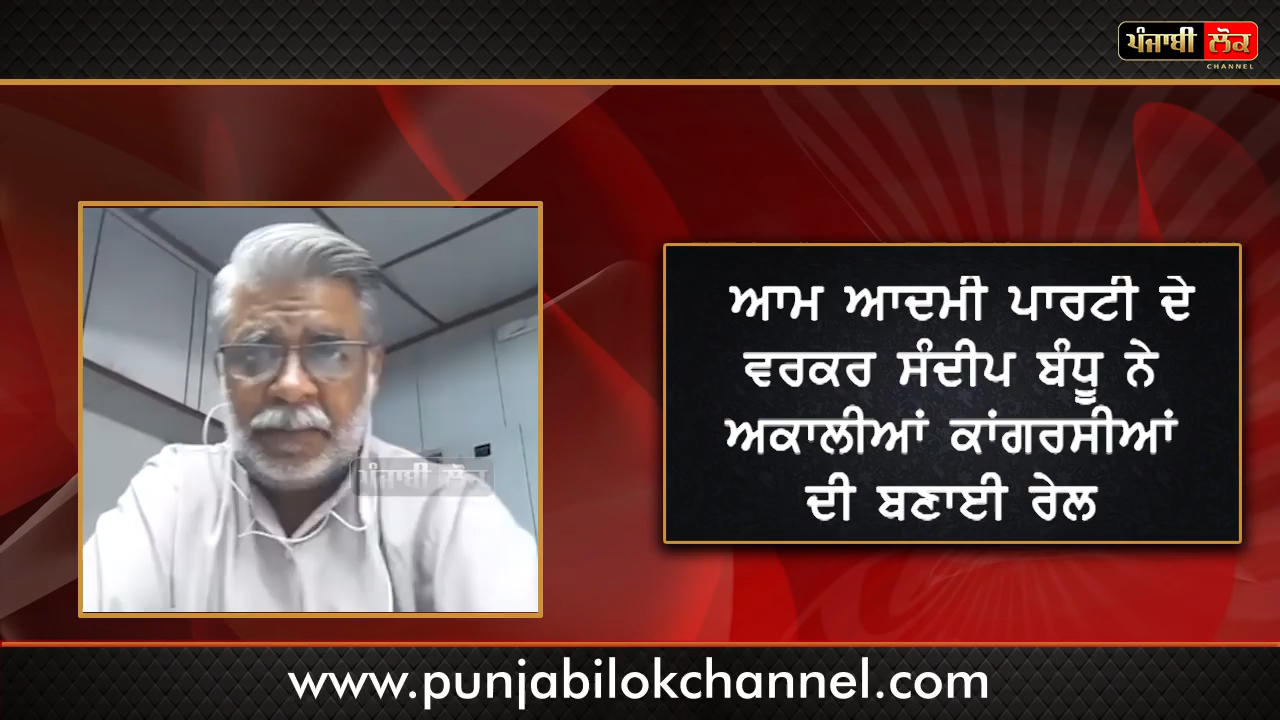 ਪੰਜਾਬੀ ਲੋਕ
CHANNEL
ਆਮ ਆਦਮੀ ਪਾਰਟੀ ਦੇ
ਵਰਕਰ ਸੰਦੀਪ ਬੰਧੂ ਨੇ
ਅਕਾਲੀਆਂ ਕਾਂਗਰਸੀਆਂ
ਦੀ ਬਣਾਈ ਰੇਲ
ਪੰਜਾਬੀ ਲੋਕ
www.punjabilokchannel.com